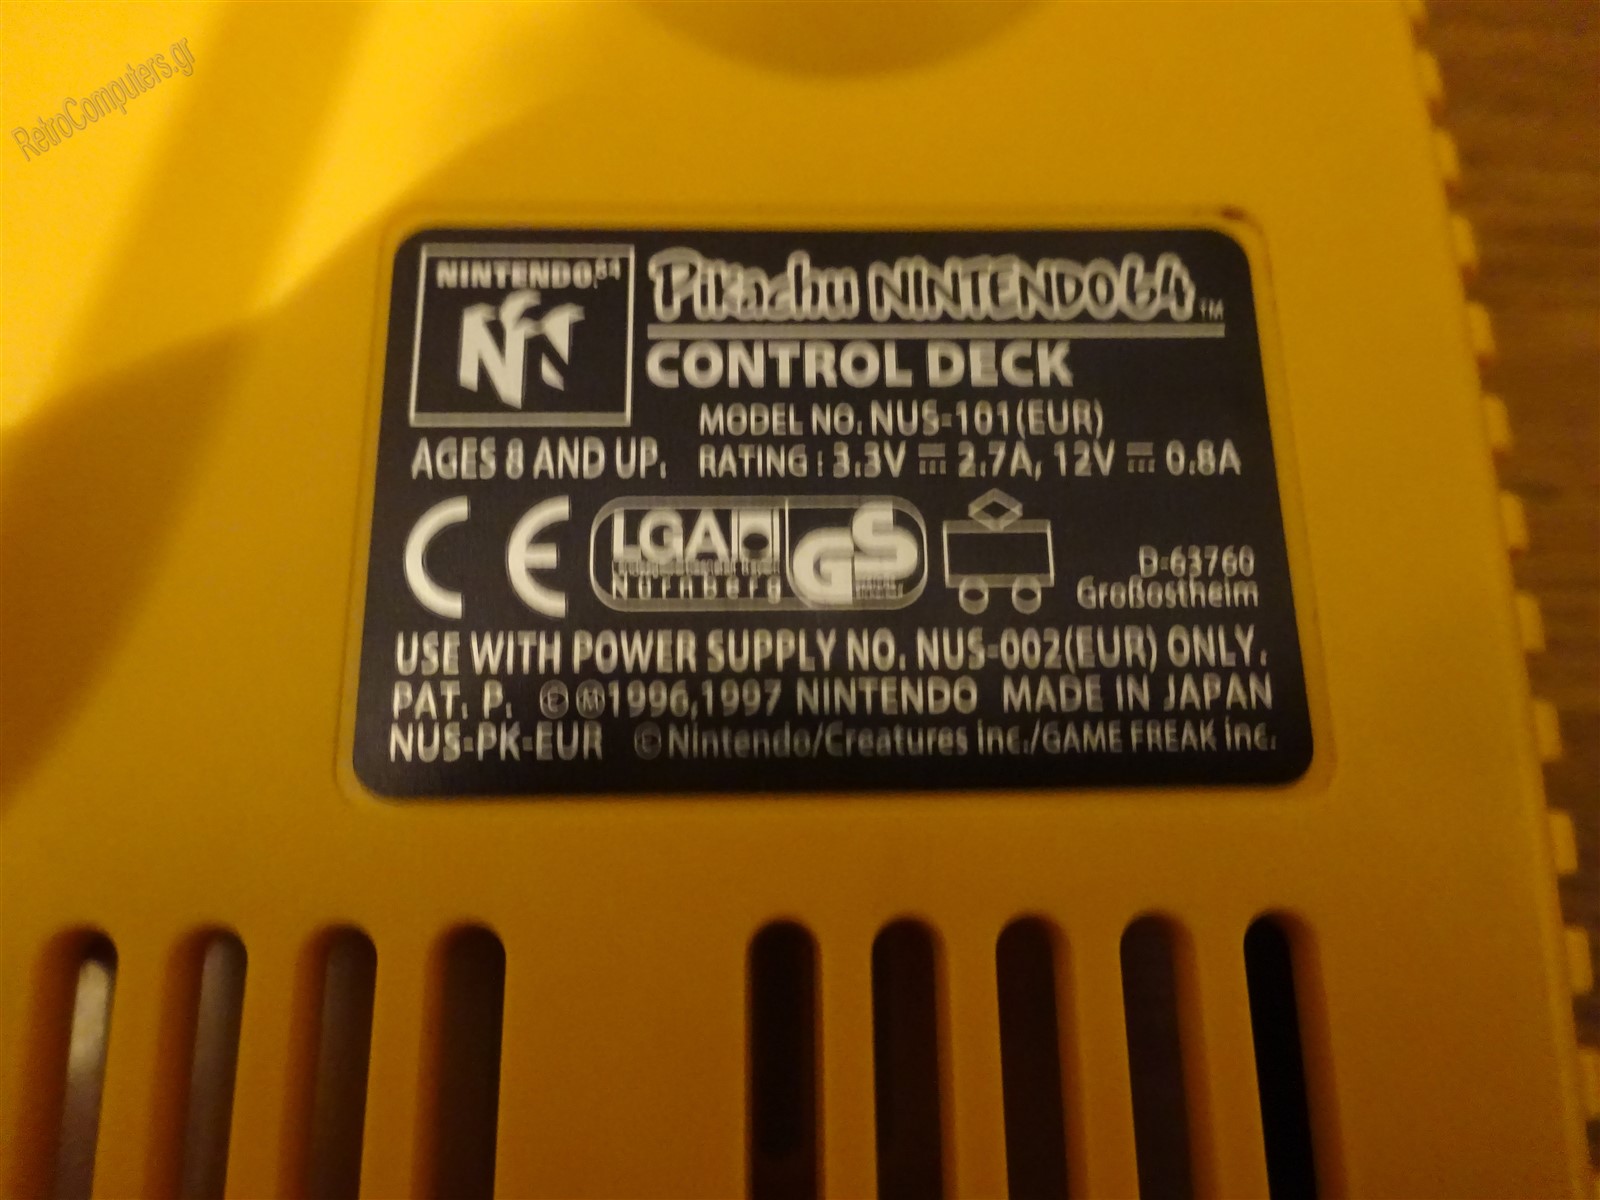 RetroComputers.gr
NINTENDO64
Pikachu NINTENDO64 TM
CONTROL DECK
MODEL NO. NUS-101(EUR)
AGES 8 AND UP. RATING : 3.3V ⎓ 2.7A, 12V ⎓ 0.8A
CE LGA Nürnberg GS
D-63760
Großostheim
USE WITH POWER SUPPLY NO. NUS-002(EUR) ONLY.
PAT. P. ©Ⓜ1996,1997 NINTENDO MADE IN JAPAN
NUS-PK-EUR ©Nintendo/Creatures inc./GAME FREAK inc.